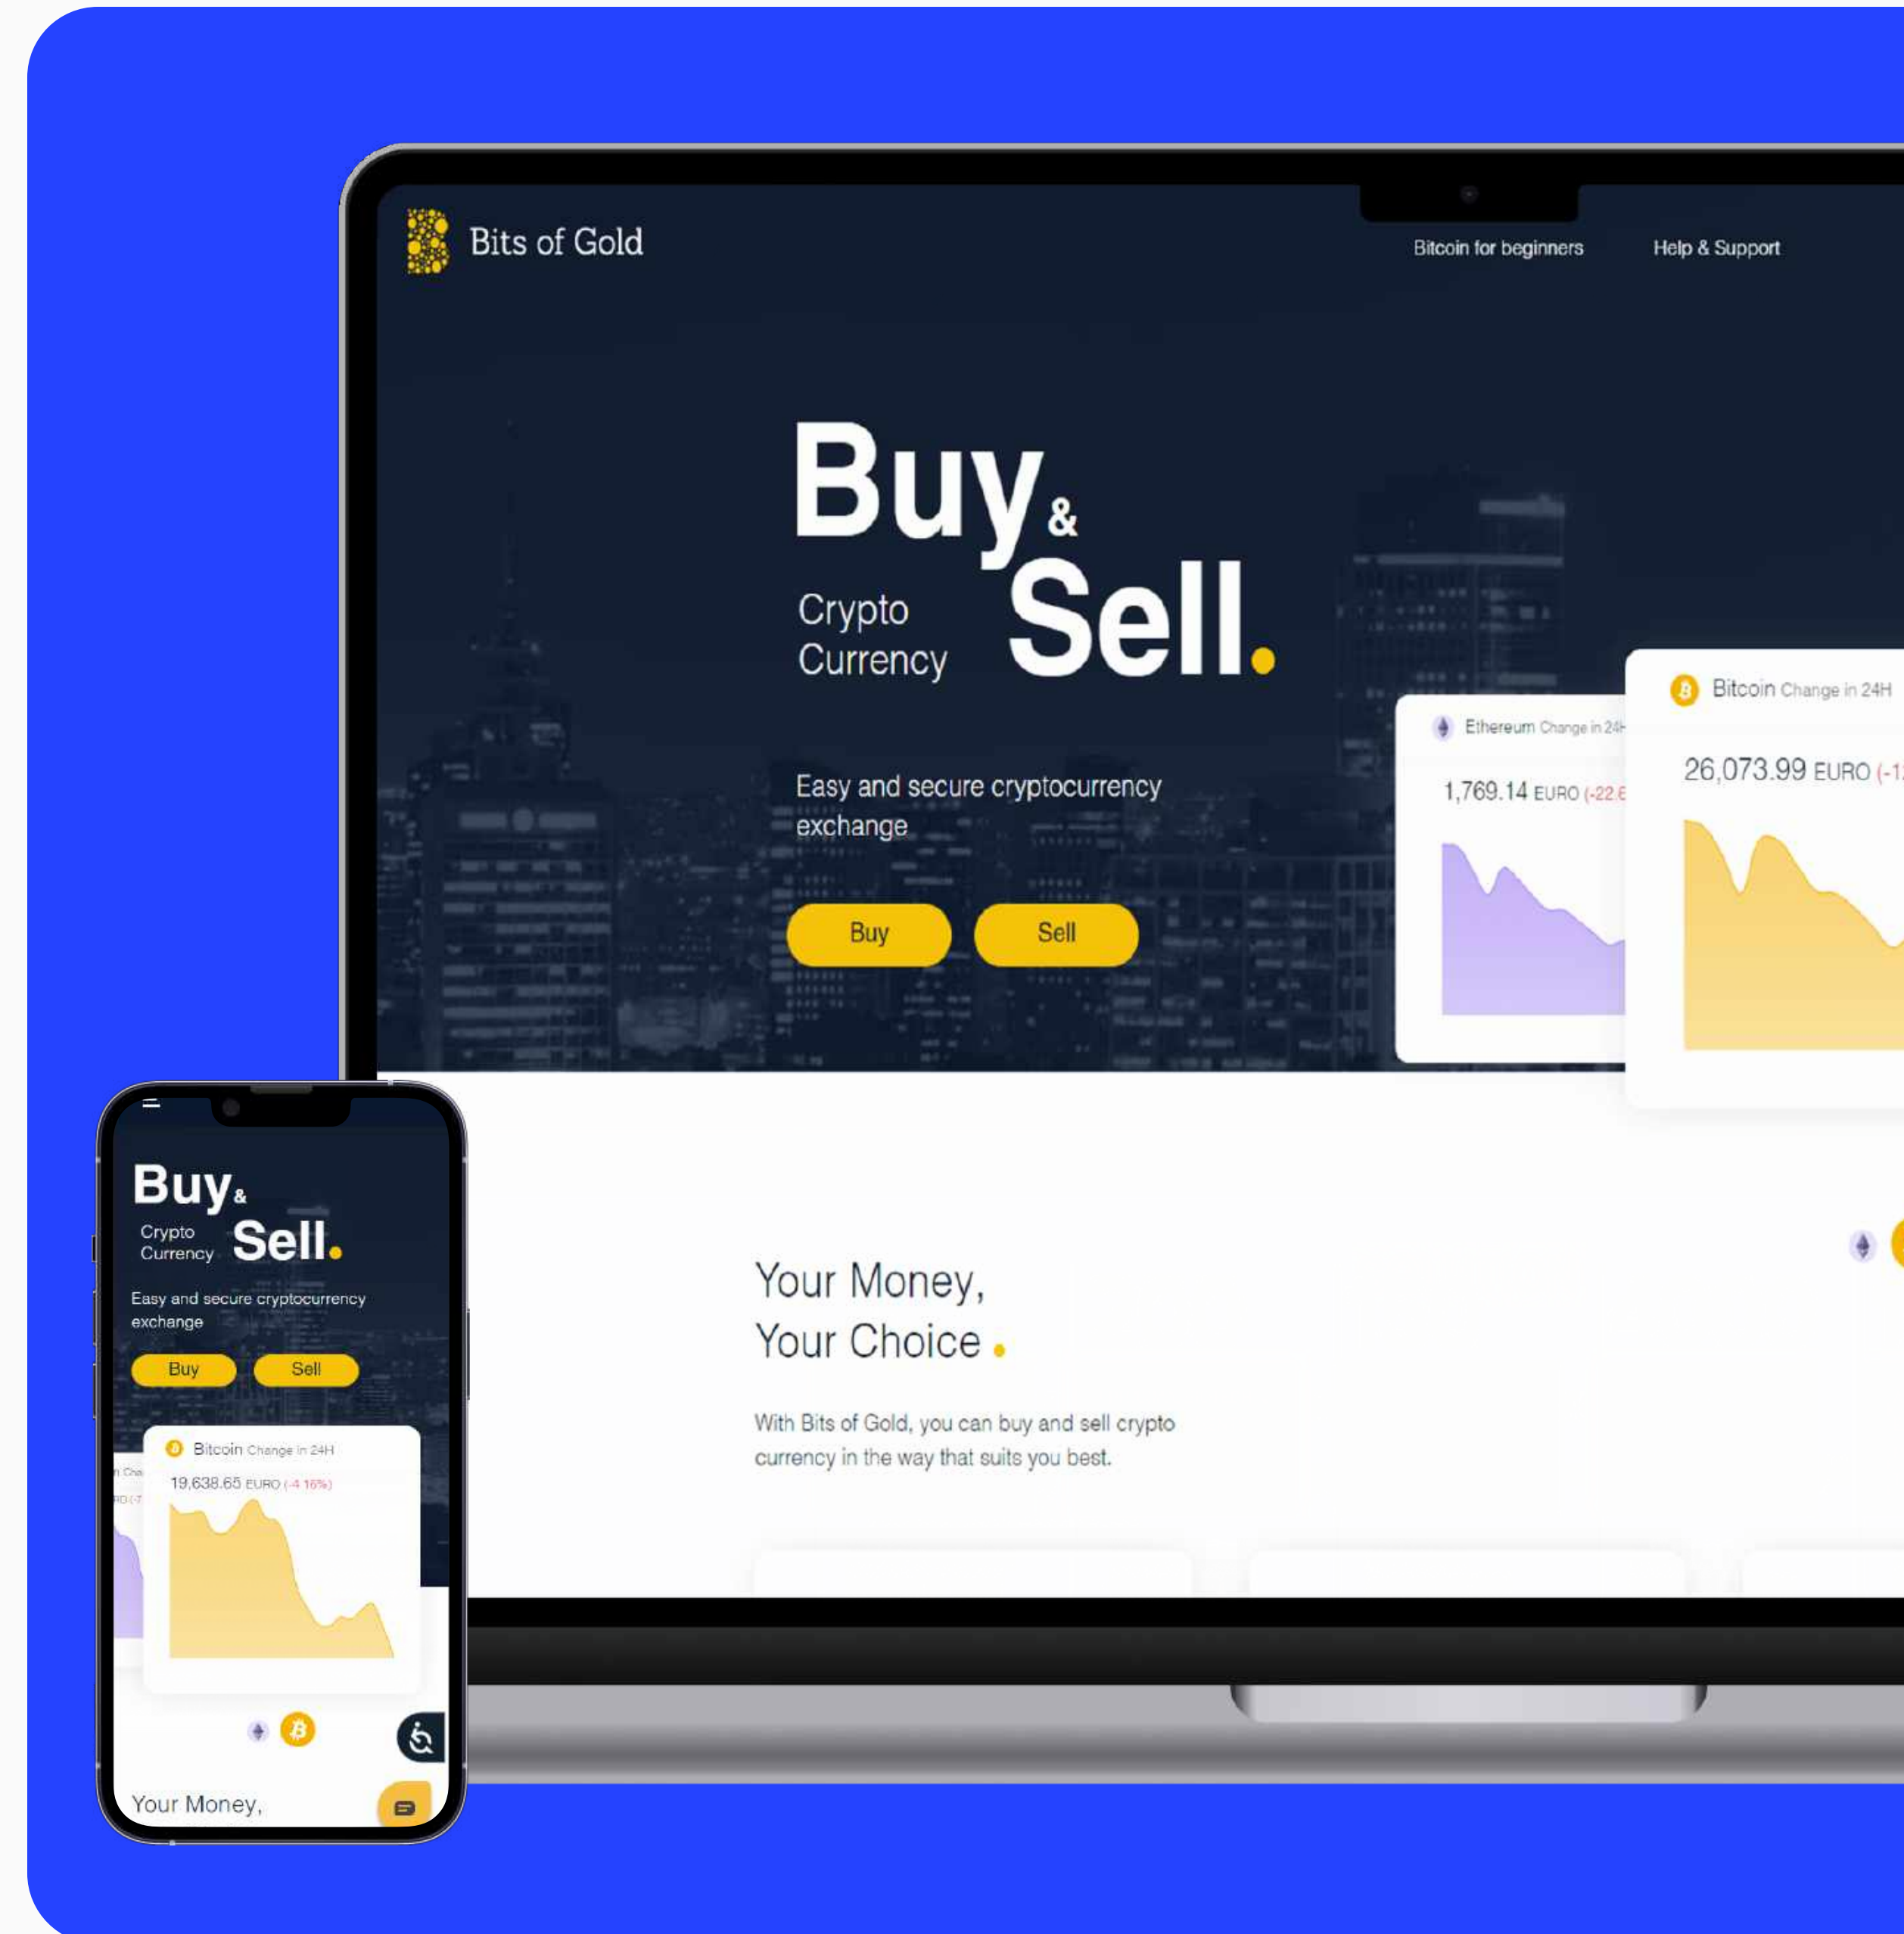 Bits of Gold
Bitcoin for beginners
Help & Support
Buy &
Crypto
Currency
Sell.
Easy and secure cryptocurrency
exchange
Buy
Sell
Ethereum Change in
1,769.14 EURO
Bitcoin Change in 24H
26,073.99 EURO
Your Money,
Your Choice .
With Bits of Gold, you can buy and sell crypto
currency in the way that suits you best.
Buy &
Crypto
Currency
Sell.
Easy and secure cryptocurrency
exchange
Buy
Sell
Bitcoin Change in 24H
19,638.65 EURO (-4.16%)
Your Money,